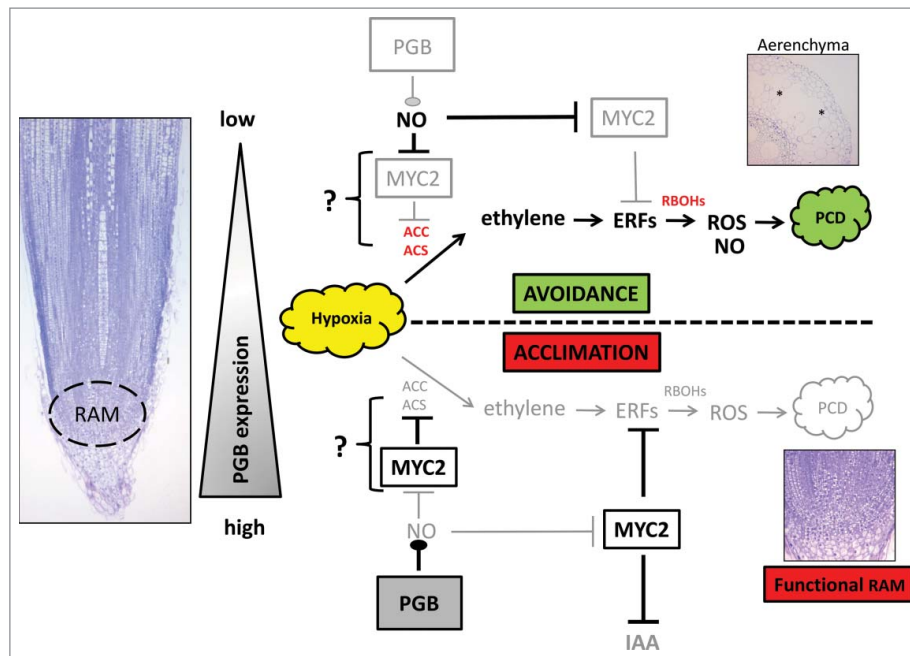 PGB
Aerenchyma
*
*
low
NO
MYC2
MYC2
?
RBOHs
ACC
ACS
ethylene
ERFs
ROS
NO
PCD
AVOIDANCE
Hypoxia
ACCLIMATION
RAM
PGB expression
ACC
ACS
ethylene
ERFs
RBOHs
ROS
PCD
?
MYC2
NO
MYC2
high
PGB
Functional RAM
IAA